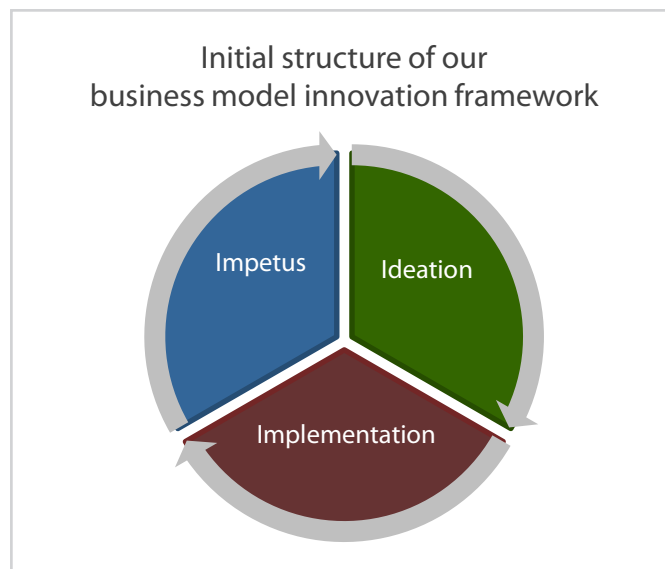 Initial structure of our
business model innovation framework
Impetus
Ideation
Implementation